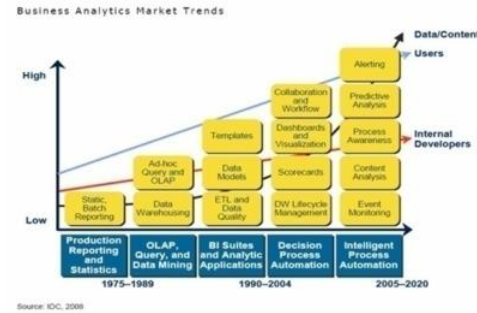 Business Analytics Market Trends
Data/Content
Users
High
Alerting
Collaboration
and
Workflow
Predictive
Analysis
Templates
Dashboards
and
Visualization
Process
Awareness
Internal
Developers
Ad-hoc
Query and
OLAP
Data
Models
Scorecards
Content
Analysis
Low
Static,
Batch
Reporting
Data
Warehousing
ETL and
Data
Quality
DW Lifecycle
Management
Event
Monitoring
Production
Reporting
and
Statistics
OLAP,
Query, and
Data Mining
BI Suites
and Analytic
Applications
Decision
Process
Automation
Intelligent
Process
Automation
1975–1989
1990–2004
2005–2020
Source: IDC, 2008